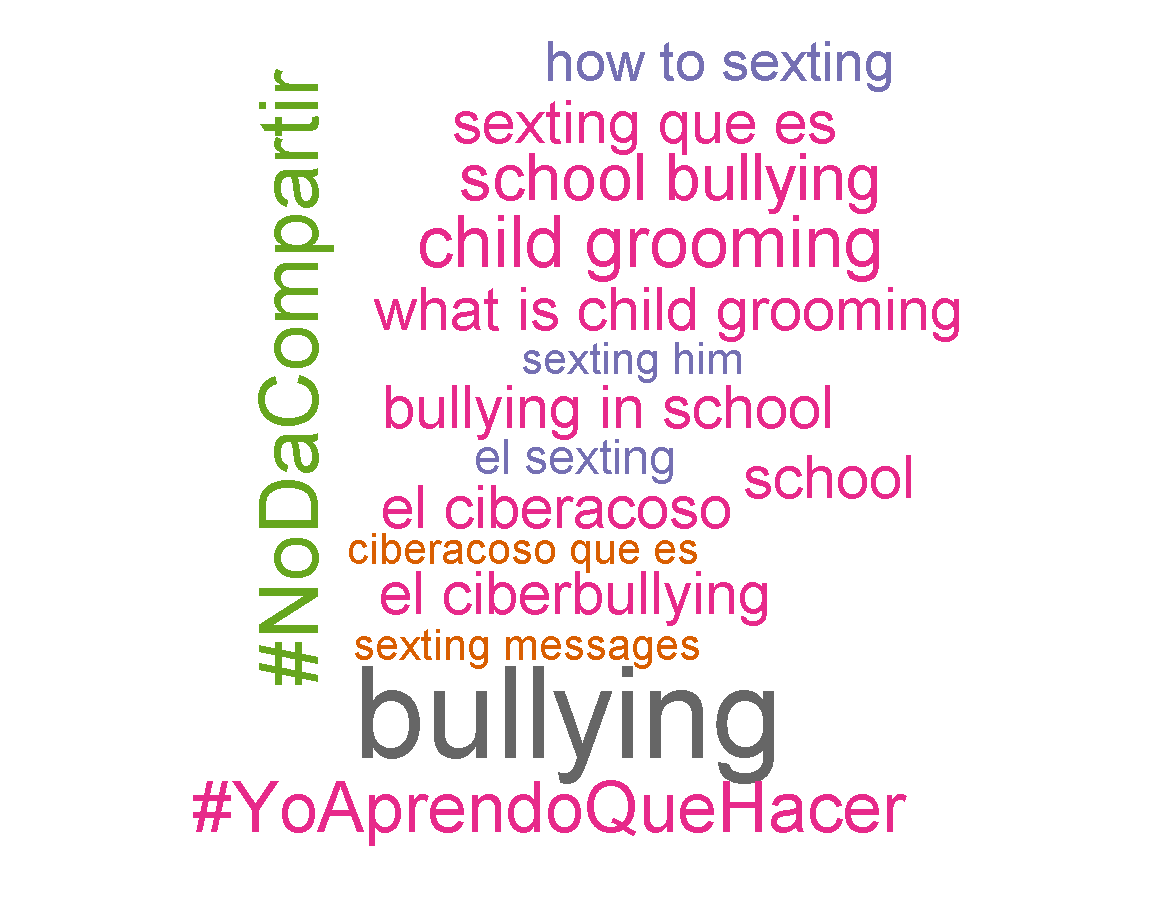 #NoDaCompartir
how to sexting
sexting que es
school bullying
child grooming
what is child grooming
sexting him
bullying in school
el sexting
school
el ciberacoso
ciberacoso que es
el ciberbullying
sexting messages
bullying
#YoAprendoQueHacer